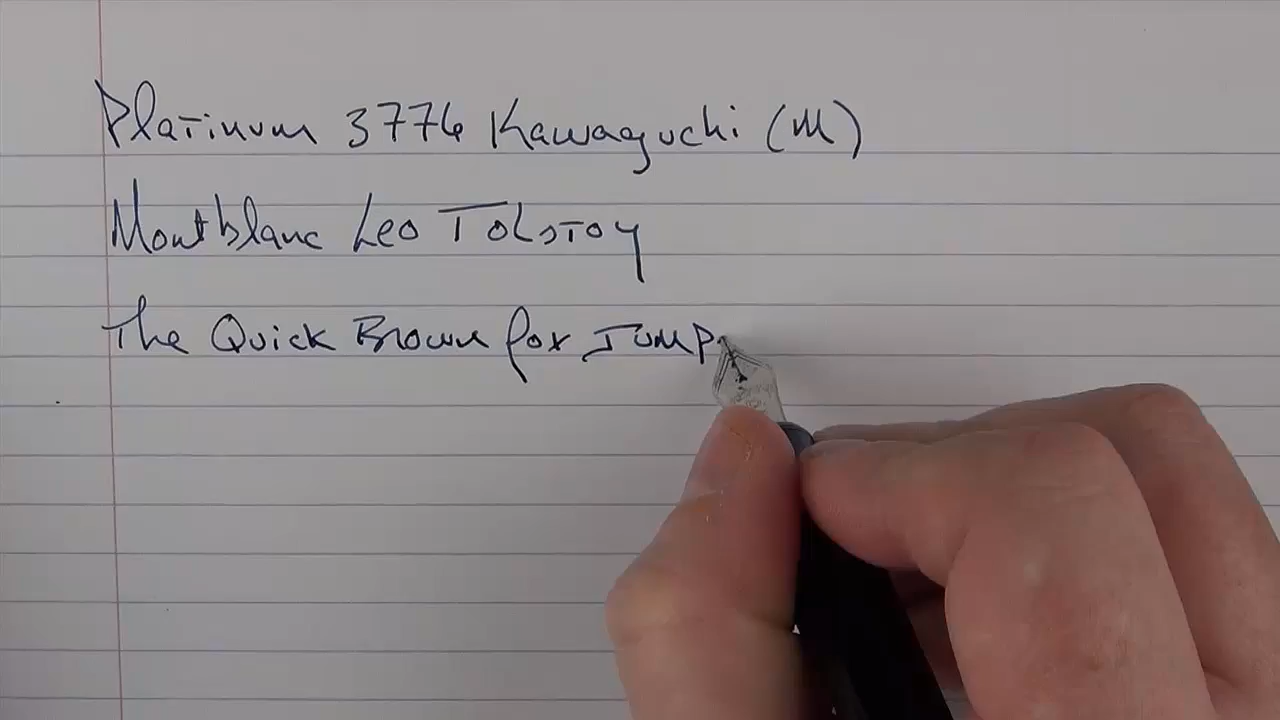 Platinum 3776 Kawaguchi (M)
Montblanc Leo Tolstoy
The Quick Brown fox Jump